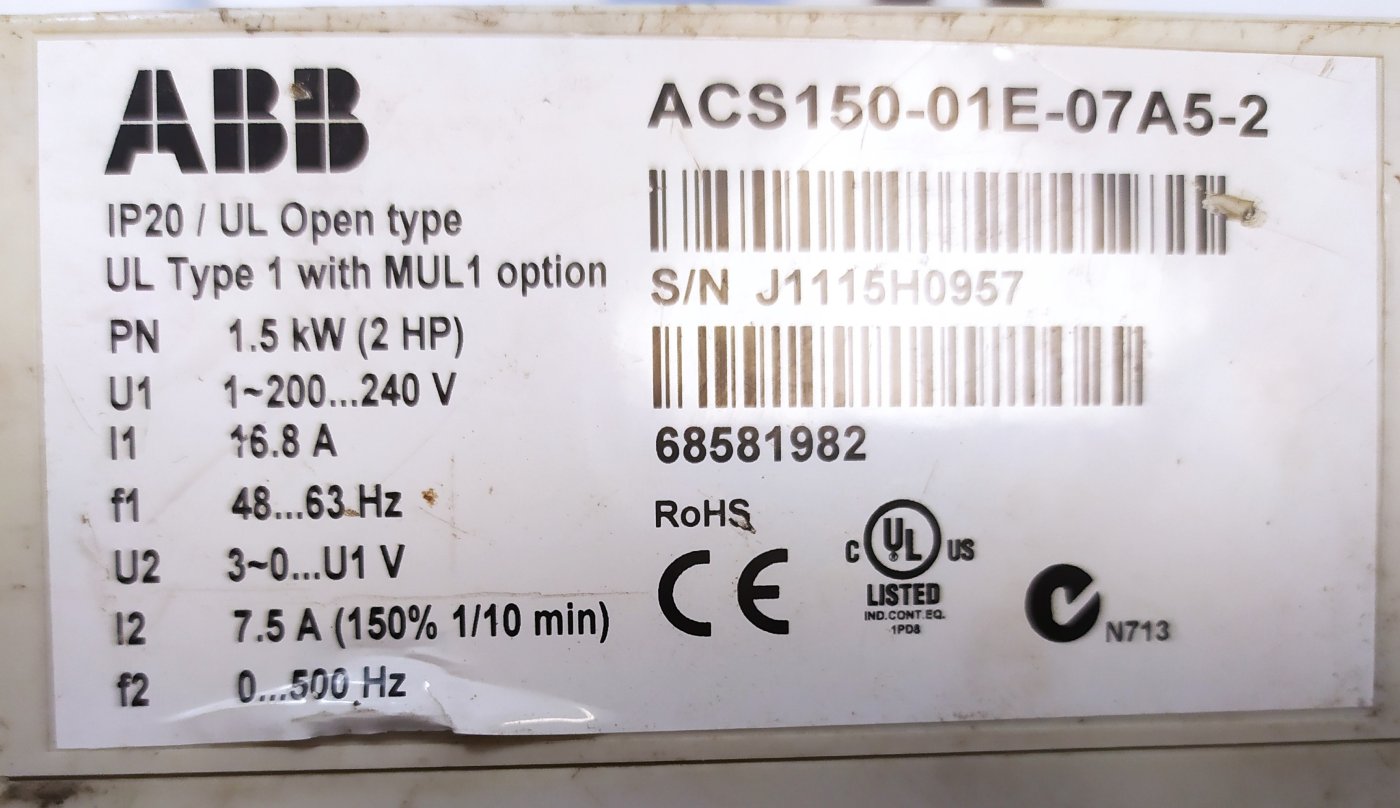 ABB
IP20 / UL Open type
UL Type 1 with MUL1 option
PN 1.5 kW (2 HP)
U1 1~200...240 V
I1 16.8 A
f1 48...63 Hz
U2 3~0...U1 V
I2 7.5 A (150% 1/10 min)
f2 0...500 Hz
ACS150-01E-07A5-2
S/N J1115H0957
68581982
RoHS
CE
C UL US
LISTED
IND.CONT.EQ.
1PD8
N713